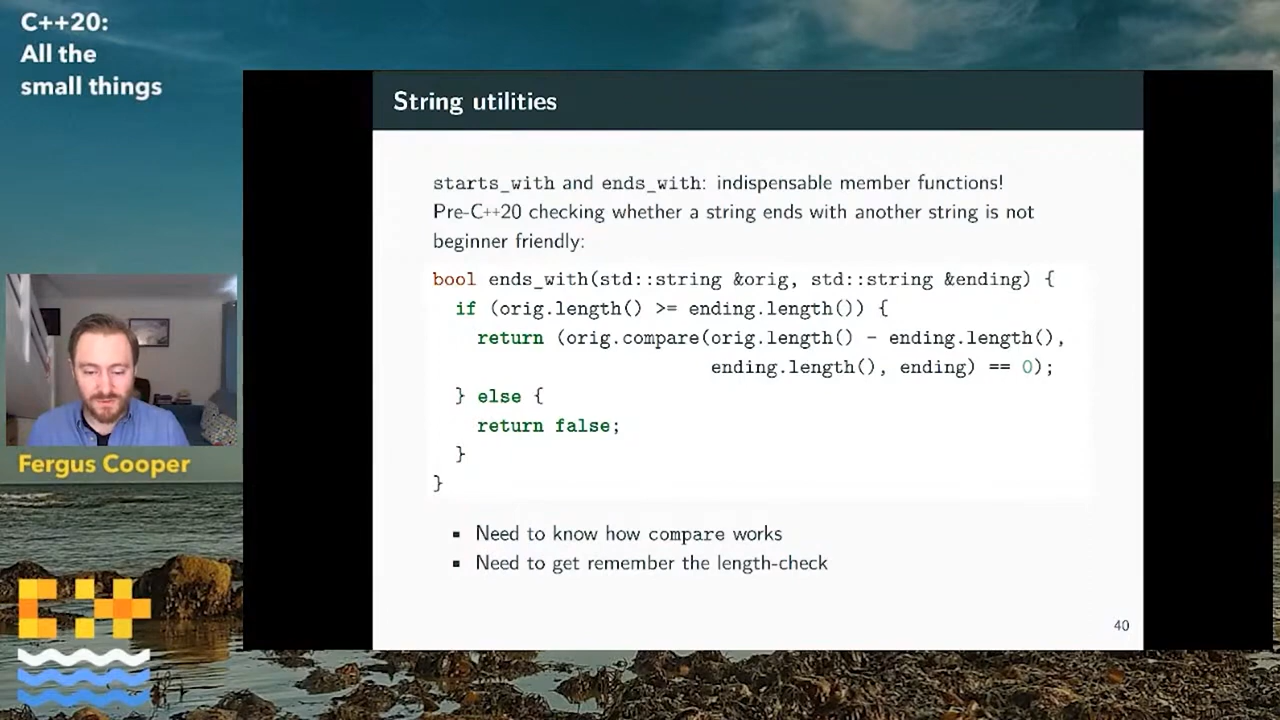 C++20:
All the
small things
String utilities
starts_with and ends_with: indispensable member functions!
Pre-C++20 checking whether a string ends with another string is not
beginner friendly:
bool ends_with(std::string &orig, std::string &ending) {
  if (orig.length() >= ending.length()) {
    return (orig.compare(orig.length() - ending.length(),
                         ending.length(), ending) == 0);
  } else {
    return false;
  }
}
▪ Need to know how compare works
▪ Need to get remember the length-check
40
Fergus Cooper
C++